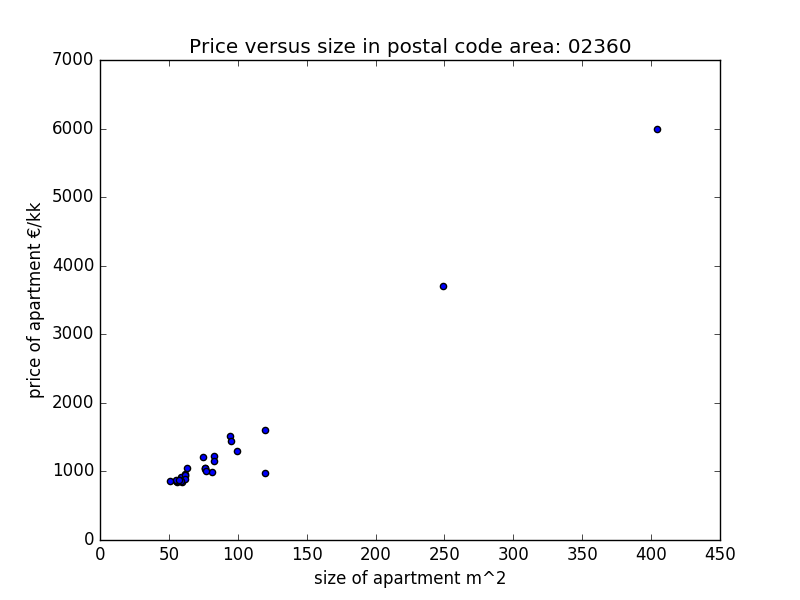 Price versus size in postal code area: 02360
7000
6000
5000
4000
3000
2000
1000
0
price of apartment €/kk
0 50 100 150 200 250 300 350 400 450
size of apartment m^2